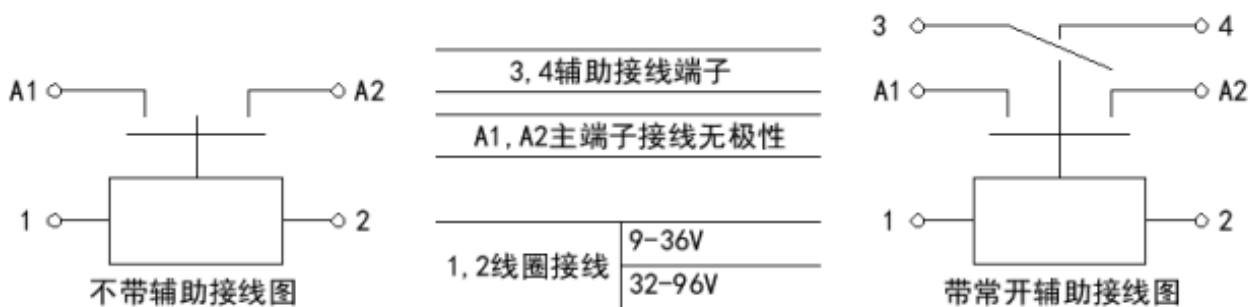 A1
A2
1
2
不带辅助接线图
3,4辅助接线端子
A1,A2主端子接线无极性
1,2线圈接线
9-36V
32-96V
3
4
A1
A2
1
2
带常开辅助接线图